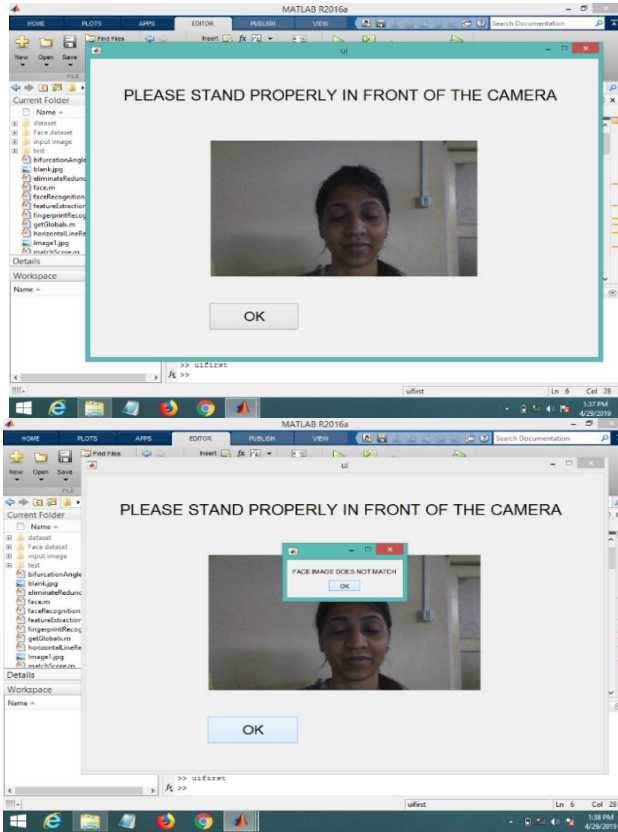 MATLAB R2016a
HOME PLOTS APPS EDITOR PUBLISH VIEW Search Documentation
New Open Save Find Files Insert fx
FILE
ui
Current Folder
Name
dataset
Face dataset
input image
test
bifurcationAngle
blank.jpg
eliminateRedund
face.m
faceRecognition
featureExtraction
fingerprintRecog
getGlobals.m
horizontalLineRe
Image1.jpg
matchScore.m
Details
Workspace
Name
PLEASE STAND PROPERLY IN FRONT OF THE CAMERA
OK
>> uifirst
fx >>
uifirst Ln 6 Col 28
1:37 PM
4/29/2019
MATLAB R2016a
HOME PLOTS APPS EDITOR PUBLISH VIEW Search Documentation
New Open Save Find Files Insert fx
FILE
ui
Current Folder
Name
dataset
Face dataset
input image
test
bifurcationAngle
blank.jpg
eliminateRedunc
face.m
faceRecognition
featureExtraction
fingerprintRecog
getGlobals.m
horizontalLineRe
Image1.jpg
matchScore.m
Details
Workspace
Name
PLEASE STAND PROPERLY IN FRONT OF THE CAMERA
FACE IMAGE DOES NOT MATCH
OK
OK
>> uifirst
fx >>
uifirst Ln 6 Col 28
1:38 PM
4/29/2019